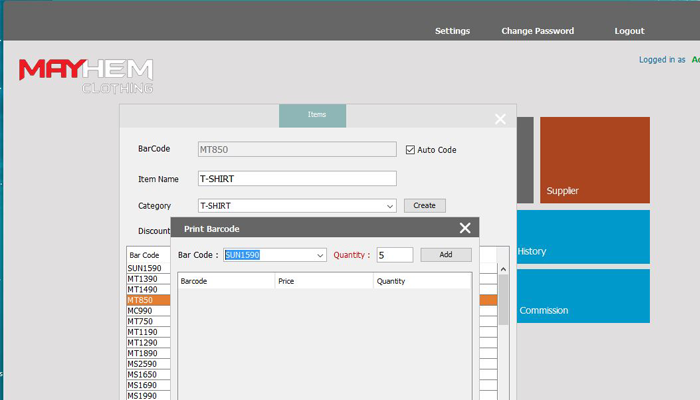 Settings Change Password Logout
Logged in as
MAYHEM
CLOTHING
Items
BarCode MT850 Auto Code
Supplier
Item Name T-SHIRT
Category T-SHIRT Create
Discount
Print Barcode
History
Bar Code : SUN1590 Quantity : 5 Add
Bar Code
Barcode Price Quantity
SUN1590
MT1390
MT1490
MT850
MC990
Commission
MT750
MT1190
MT1290
MT1890
MS2590
MS1650
MS1690
MS1990